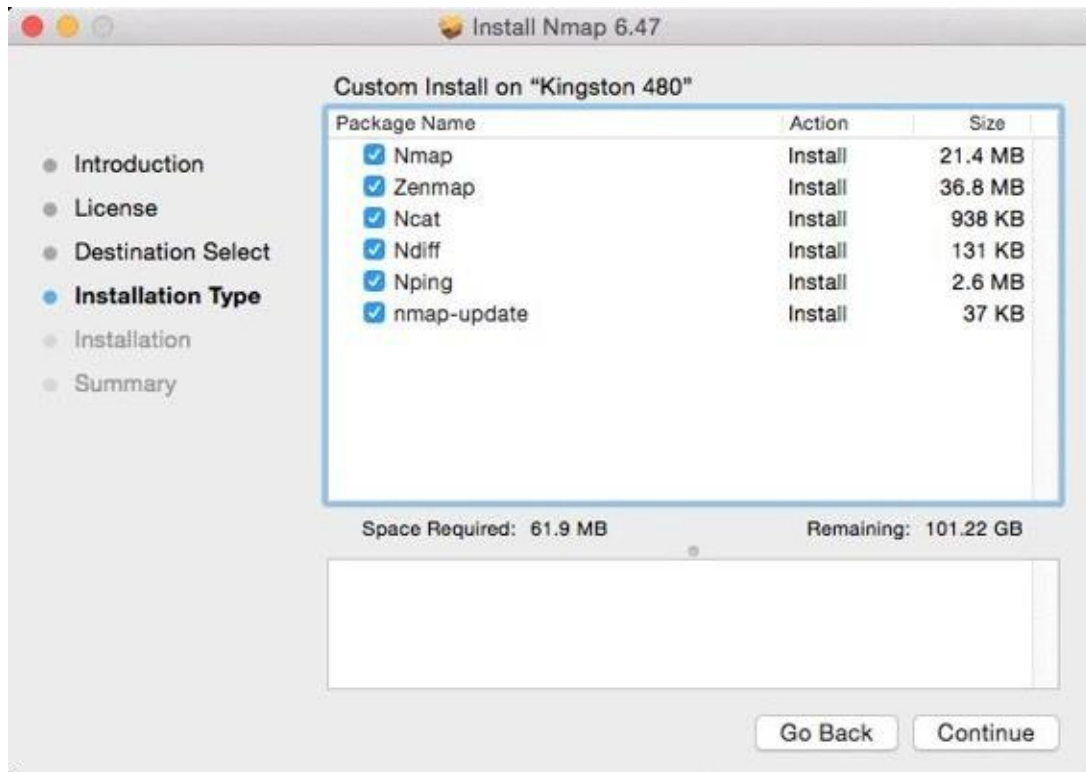 Install Nmap 6.47
Custom Install on “Kingston 480”
Introduction
License
Destination Select
Installation Type
Installation
Summary
Package Name Action Size
Nmap Install 21.4 MB
Zenmap Install 36.8 MB
Ncat Install 938 KB
Ndiff Install 131 KB
Nping Install 2.6 MB
nmap-update Install 37 KB
Space Required: 61.9 MB Remaining: 101.22 GB
Go Back Continue